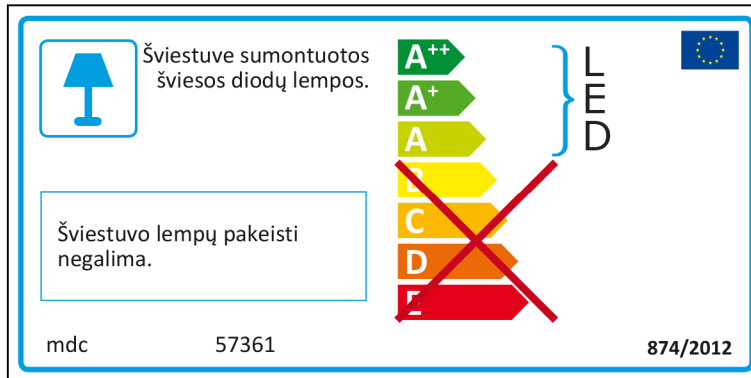 Šviestuve sumontuotos
šviesos diodų lempos.
A++
A+
A
B
C
D
E
L
E
D
Šviestuvo lempų pakeisti
negalima.
mdc 57361
874/2012